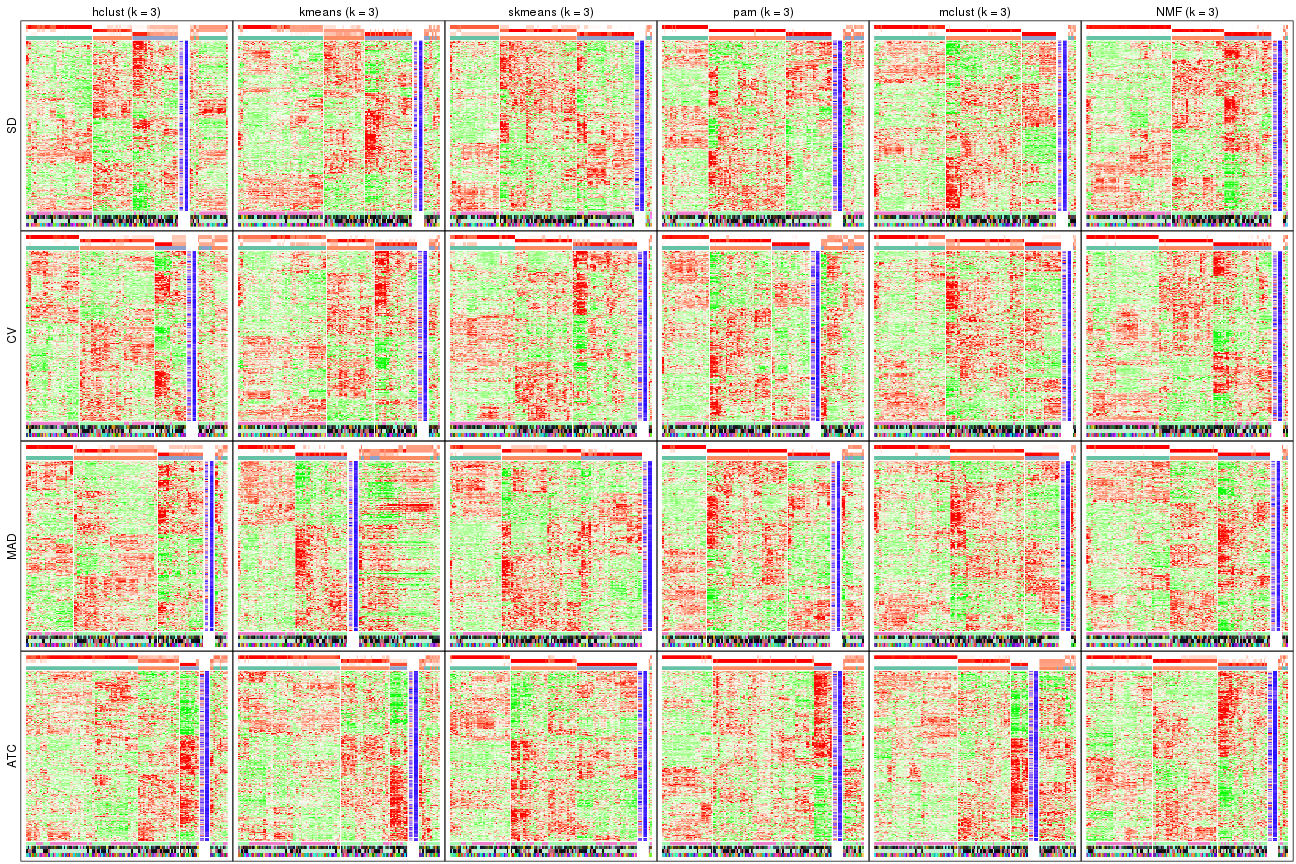 hclust (k = 3) kmeans (k = 3) skmeans (k = 3) pam (k = 3) mclust (k = 3) NMF (k = 3)
SD
CV
MAD
ATC